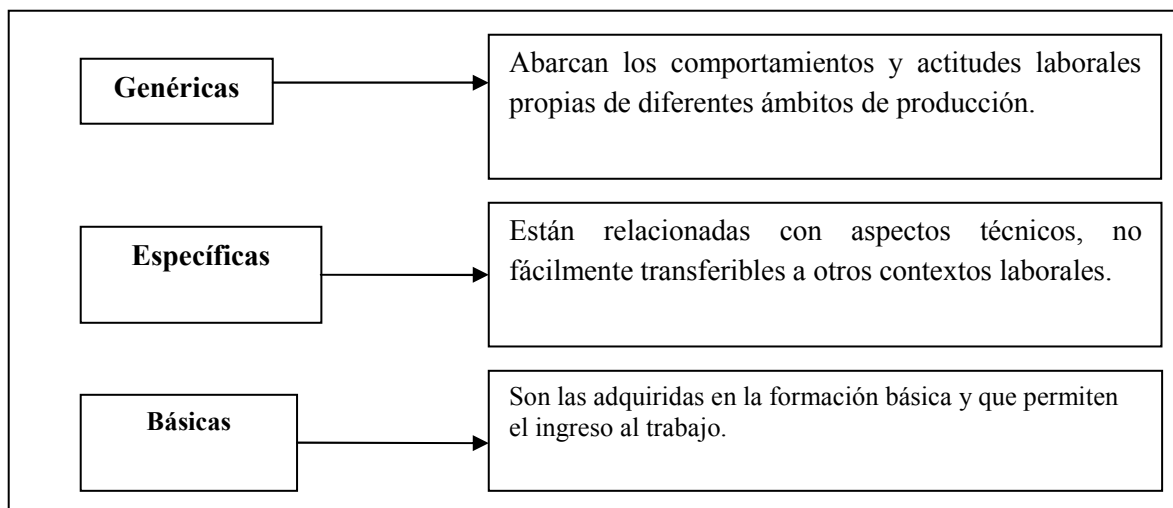 Genéricas
Abarcan los comportamientos y actitudes laborales
propias de diferentes ámbitos de producción.
Específicas
Están relacionadas con aspectos técnicos, no
fácilmente transferibles a otros contextos laborales.
Básicas
Son las adquiridas en la formación básica y que permiten
el ingreso al trabajo.